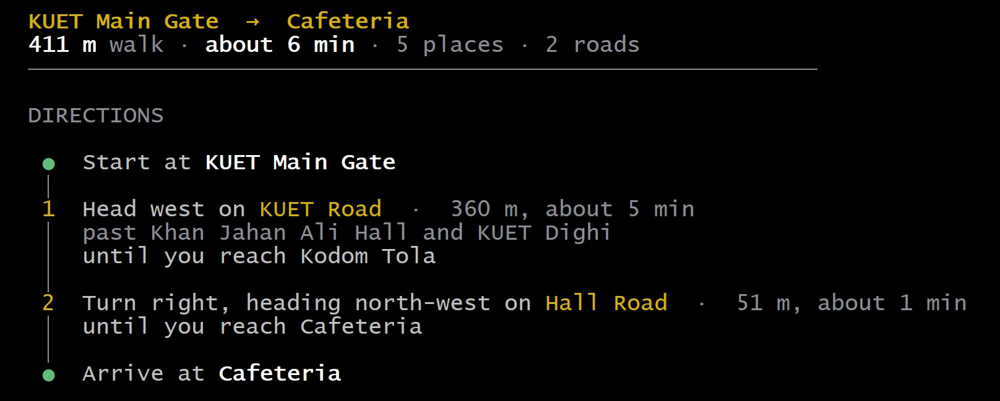 KUET Main Gate → Cafeteria
411 m walk · about 6 min · 5 places · 2 roads
DIRECTIONS
Start at KUET Main Gate
1 Head west on KUET Road · 360 m, about 5 min
past Khan Jahan Ali Hall and KUET Dighi
until you reach Kodom Tola
2 Turn right, heading north-west on Hall Road · 51 m, about 1 min
until you reach Cafeteria
Arrive at Cafeteria